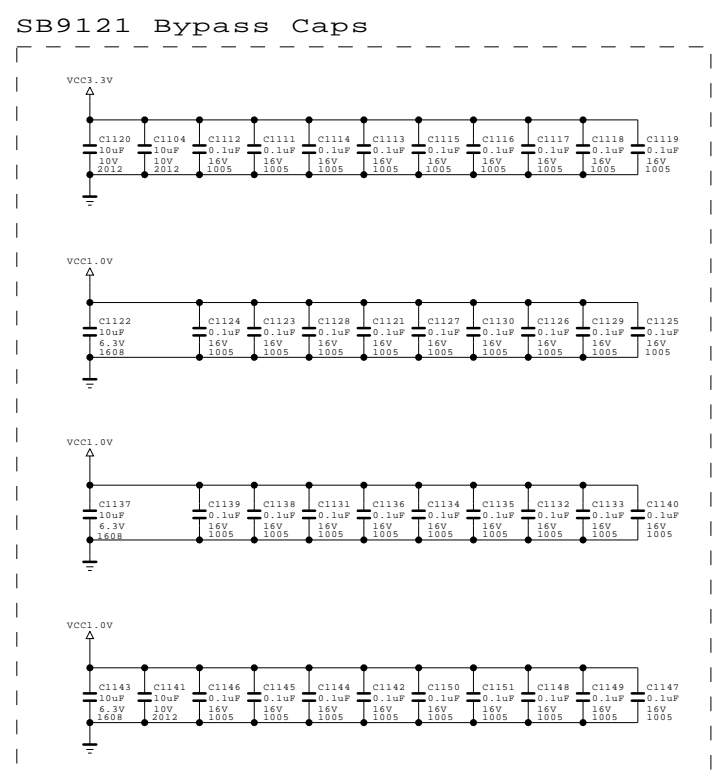 SB9121 Bypass Caps
VCC3.3V
C1120 C1104 C1112 C1111 C1114 C1113 C1115 C1116 C1117 C1118 C1119
10uF 10uF 0.1uF 0.1uF 0.1uF 0.1uF 0.1uF 0.1uF 0.1uF 0.1uF 0.1uF
10V 10V 16V 16V 16V 16V 16V 16V 16V 16V 16V
2012 2012 1005 1005 1005 1005 1005 1005 1005 1005 1005
VCC1.0V
C1122 C1124 C1123 C1128 C1121 C1127 C1130 C1126 C1129 C1125
10uF 0.1uF 0.1uF 0.1uF 0.1uF 0.1uF 0.1uF 0.1uF 0.1uF 0.1uF
6.3V 16V 16V 16V 16V 16V 16V 16V 16V 16V
1608 1005 1005 1005 1005 1005 1005 1005 1005 1005
VCC1.0V
C1137 C1139 C1138 C1131 C1136 C1134 C1135 C1132 C1133 C1140
10uF 0.1uF 0.1uF 0.1uF 0.1uF 0.1uF 0.1uF 0.1uF 0.1uF 0.1uF
6.3V 16V 16V 16V 16V 16V 16V 16V 16V 16V
1608 1005 1005 1005 1005 1005 1005 1005 1005 1005
VCC1.0V
C1143 C1141 C1146 C1145 C1144 C1142 C1150 C1151 C1148 C1149 C1147
10uF 10uF 0.1uF 0.1uF 0.1uF 0.1uF 0.1uF 0.1uF 0.1uF 0.1uF 0.1uF
6.3V 10V 16V 16V 16V 16V 16V 16V 16V 16V 16V
1608 2012 1005 1005 1005 1005 1005 1005 1005 1005 1005